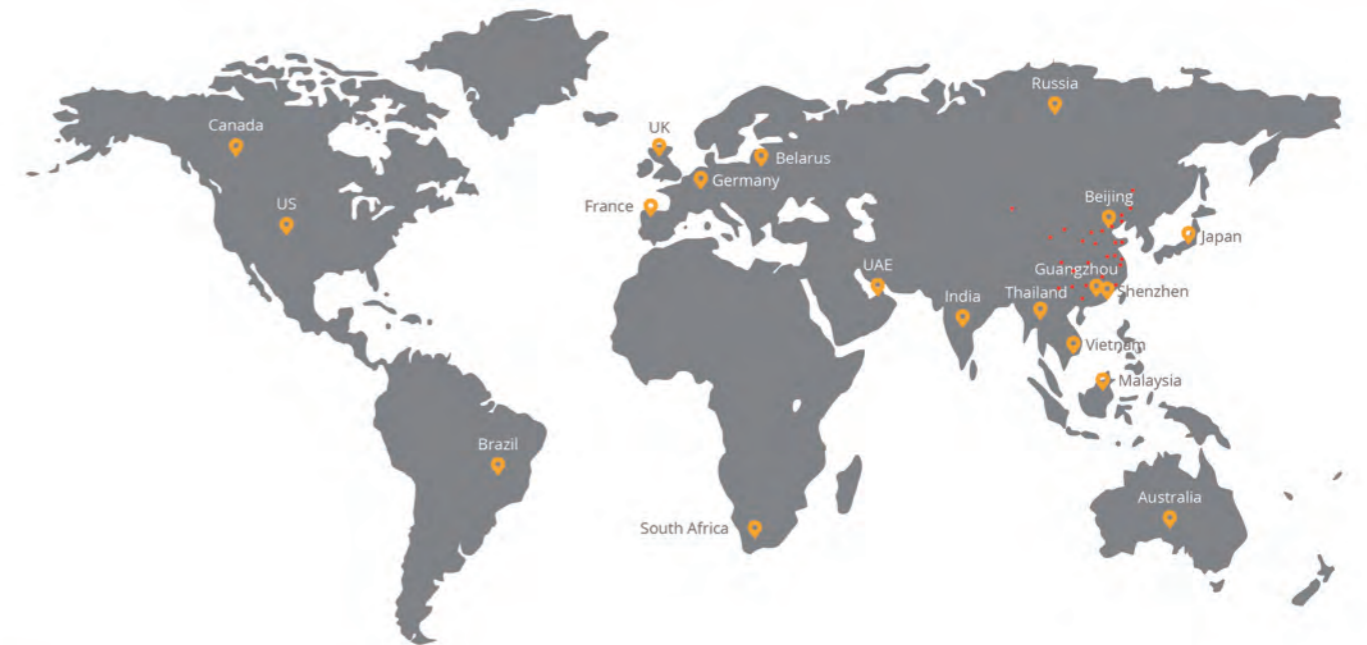 Russia
Canada
UK
Belarus
Germany
US
France
Beijing
Japan
UAE
Guangzhou
India
Thailand
Shenzhen
Vietnam
Malaysia
Brazil
Australia
South Africa